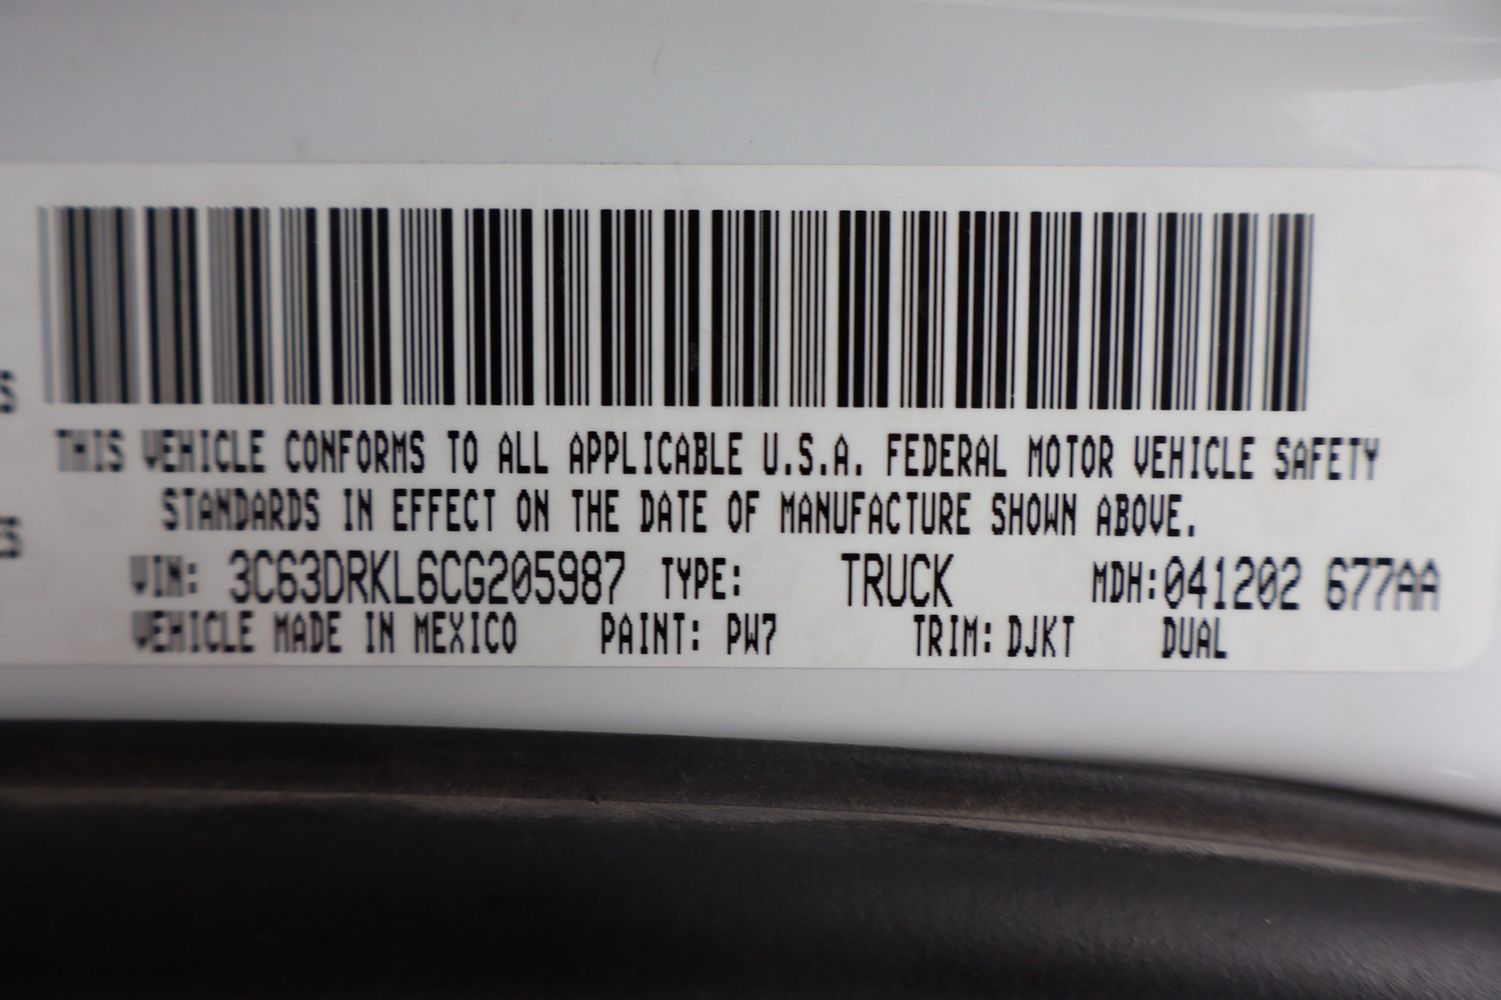 THIS VEHICLE CONFORMS TO ALL APPLICABLE U.S.A. FEDERAL MOTOR VEHICLE SAFETY
STANDARDS IN EFFECT ON THE DATE OF MANUFACTURE SHOWN ABOVE.
VIN: 3C63DRKL6CG205987 TYPE: TRUCK MDH:041202 677AA
VEHICLE MADE IN MEXICO PAINT: PW7 TRIM: DJKT DUAL